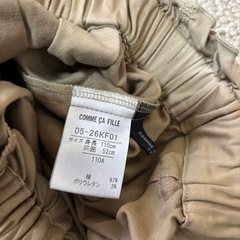 COMME ÇA FILLE
05-26KF01
サイズ 身長 110cm
胴囲 52cm
110A
綿
ポリウレタン